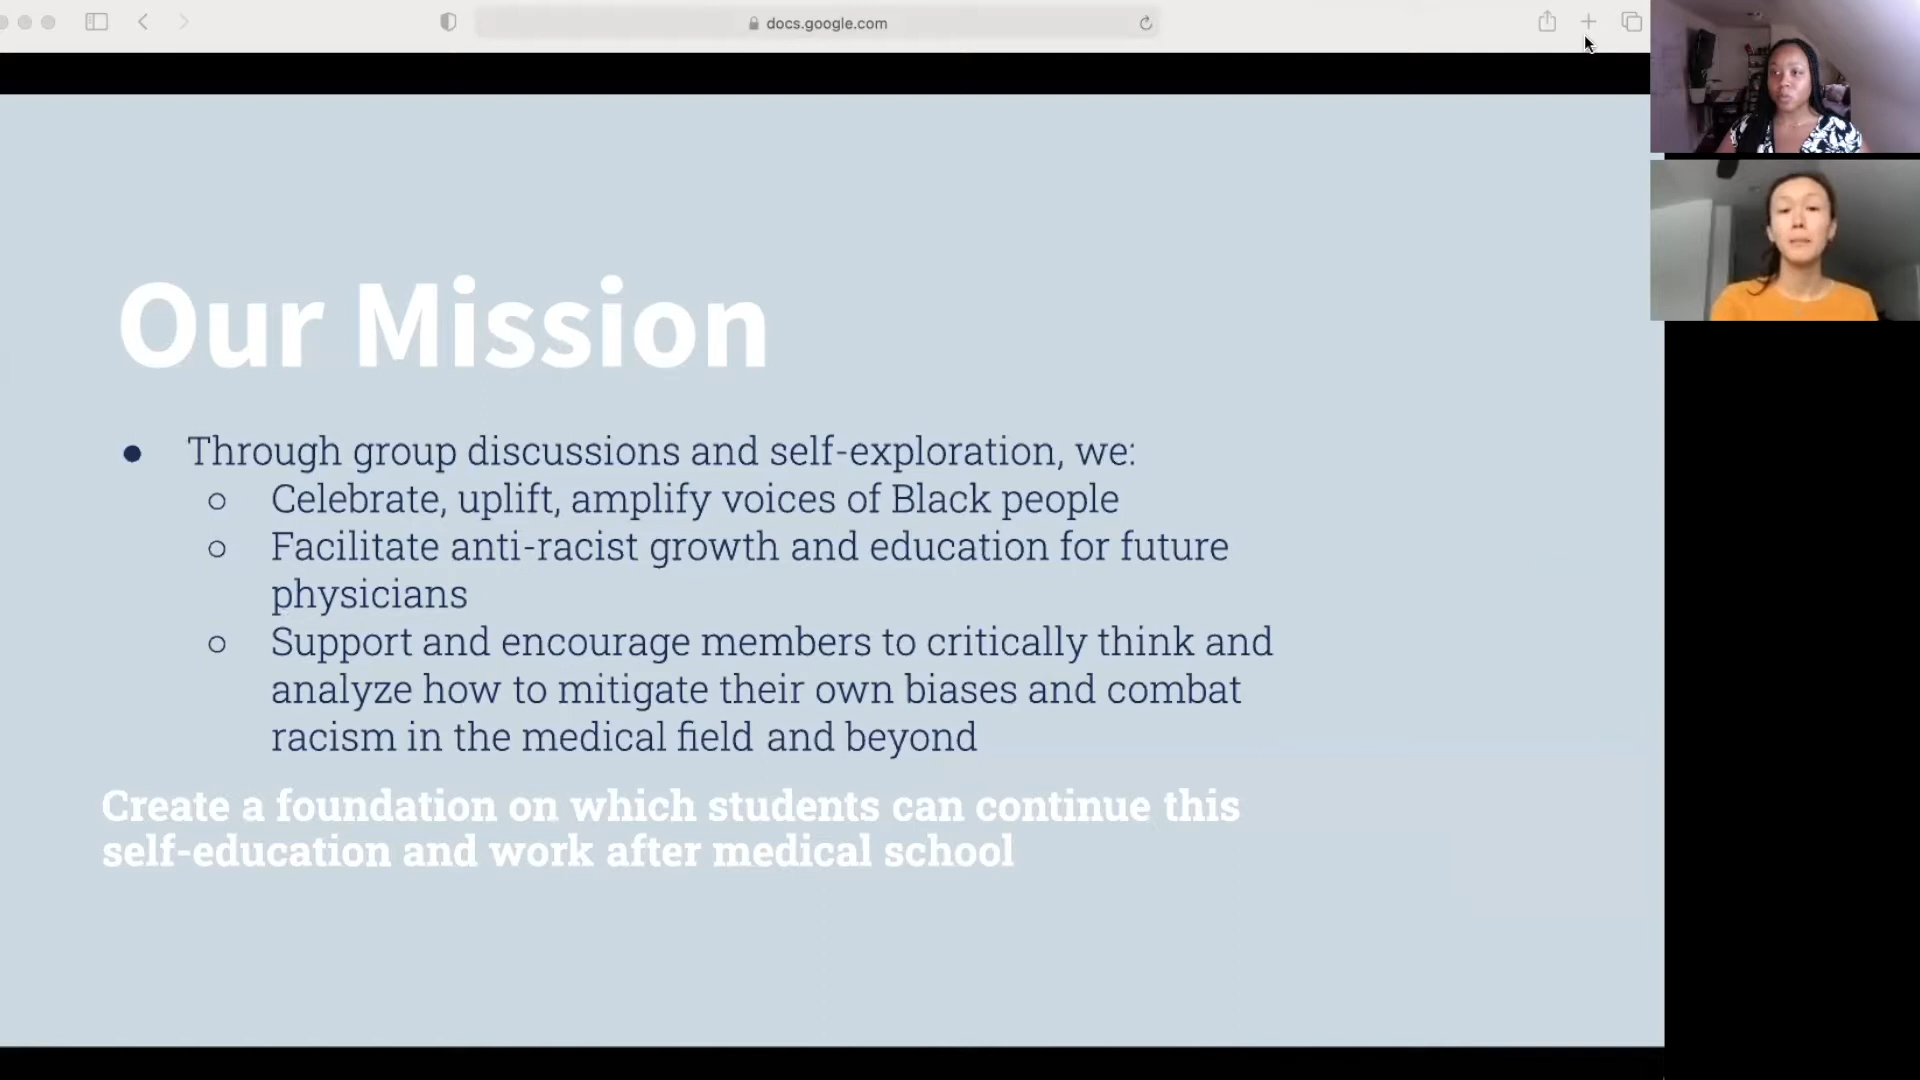 docs.google.com
Our Mission
● Through group discussions and self-exploration, we:
○ Celebrate, uplift, amplify voices of Black people
○ Facilitate anti-racist growth and education for future
physicians
○ Support and encourage members to critically think and
analyze how to mitigate their own biases and combat
racism in the medical field and beyond
Create a foundation on which students can continue this
self-education and work after medical school